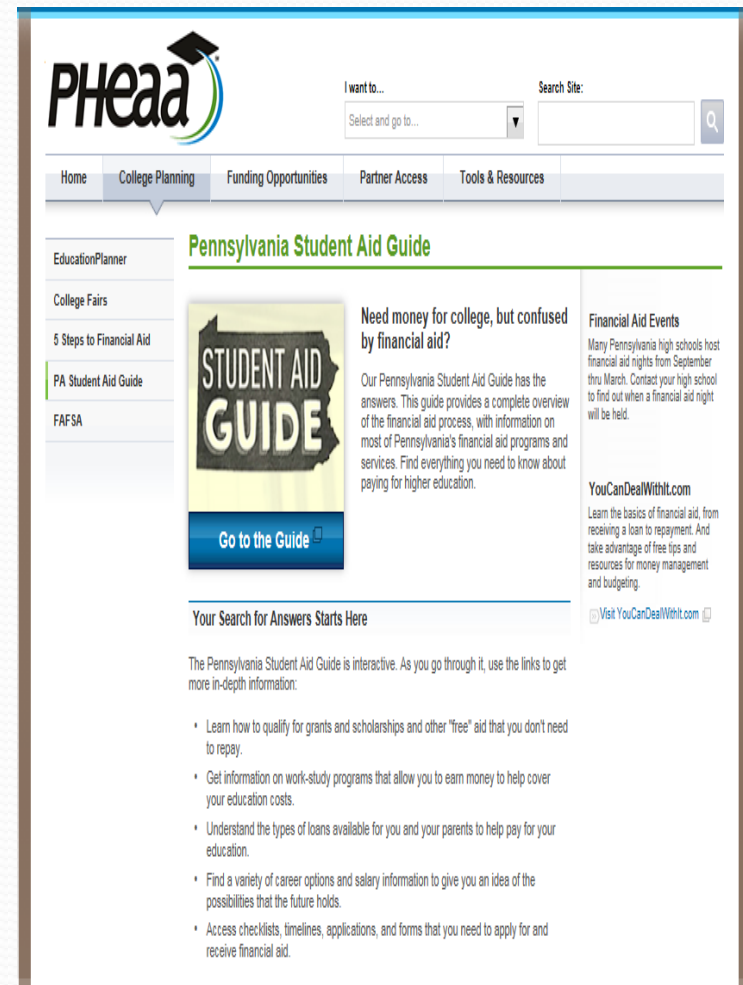 PHEAA
I want to...
Search Site:
Select and go to...
Home College Planning Funding Opportunities Partner Access Tools & Resources
EducationPlanner
College Fairs
5 Steps to Financial Aid
PA Student Aid Guide
FAFSA
Pennsylvania Student Aid Guide
STUDENT AID
GUIDE
Go to the Guide
Need money for college, but confused
by financial aid?
Our Pennsylvania Student Aid Guide has the
answers. This guide provides a complete overview
of the financial aid process, with information on
most of Pennsylvania's financial aid programs and
services. Find everything you need to know about
paying for higher education.
Financial Aid Events
Many Pennsylvania high schools host
financial aid nights from September
thru March. Contact your high school
to find out when a financial aid night
will be held.
YouCanDealWithIt.com
Learn the basics of financial aid, from
receiving a loan to repayment. And
take advantage of free tips and
resources for money management
and budgeting.
Visit YouCanDealWithIt.com
Your Search for Answers Starts Here
The Pennsylvania Student Aid Guide is interactive. As you go through it, use the links to get
more in-depth information:
• Learn how to qualify for grants and scholarships and other "free" aid that you don't need
to repay.
• Get information on work-study programs that allow you to earn money to help cover
your education costs.
• Understand the types of loans available for you and your parents to help pay for your
education.
• Find a variety of career options and salary information to give you an idea of the
possibilities that the future holds.
• Access checklists, timelines, applications, and forms that you need to apply for and
receive financial aid.